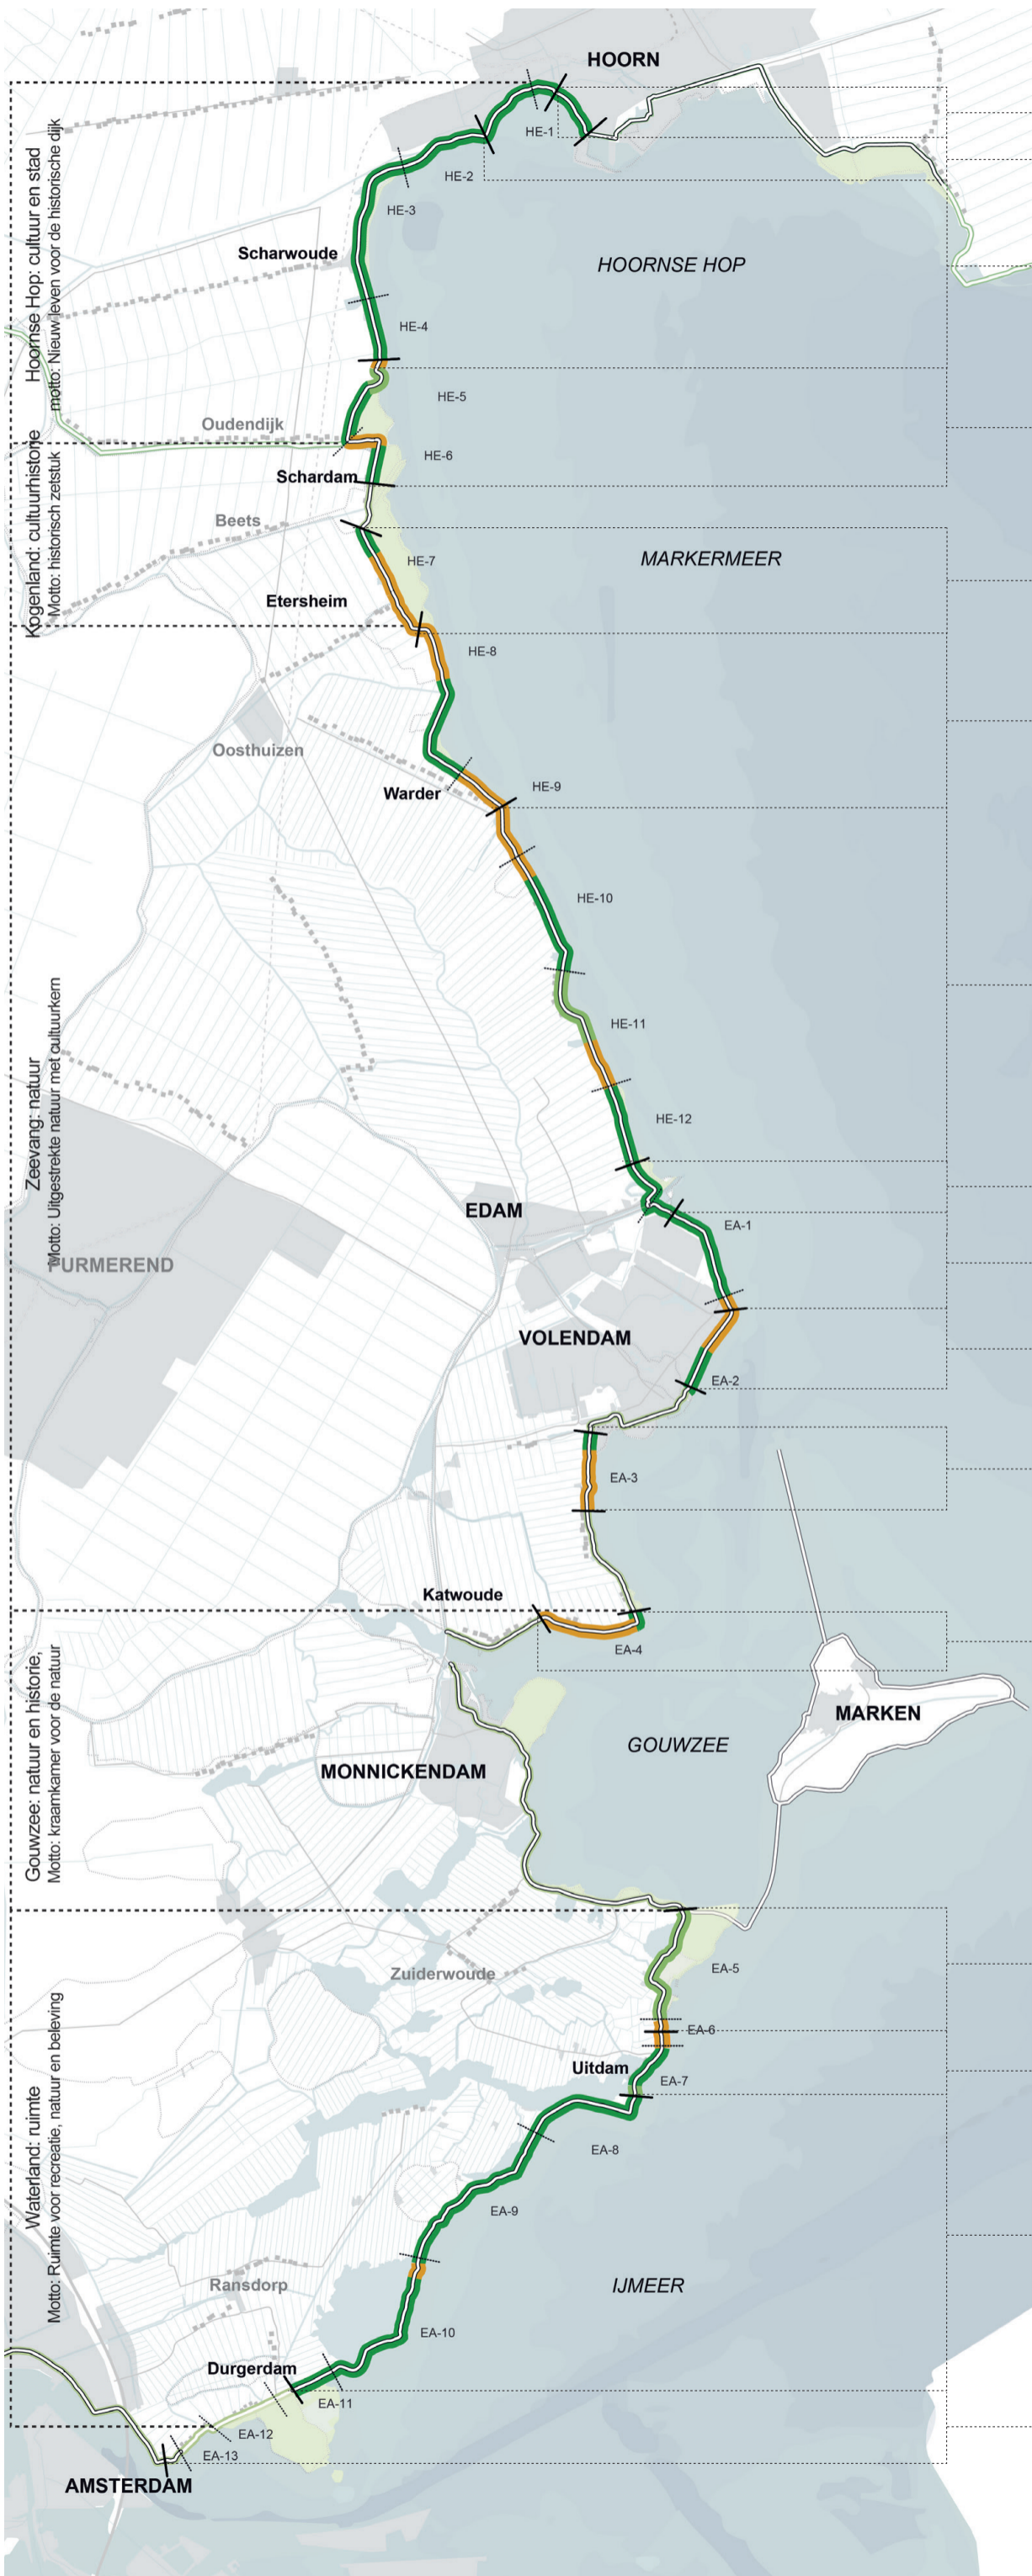 HOORN
HE-1
HE-2
HE-3
Scharwoude
HOORNSE HOP
HE-4
HE-5
Oudendijk
HE-6
Schardam
Beets
MARKERMEER
HE-7
Etersheim
HE-8
Oosthuizen
HE-9
Warder
HE-10
HE-11
HE-12
EDAM
EA-1
PURMEREND
VOLENDAM
EA-2
EA-3
Katwoude
EA-4
MARKEN
GOUWZEE
MONNICKENDAM
EA-5
Zuiderwoude
EA-6
Uitdam
EA-7
EA-8
EA-9
Ransdorp
IJMEER
EA-10
Durgerdam
EA-11
EA-12
EA-13
AMSTERDAM
Hoornse Hop: cultuur en stad
motto: Nieuw leven voor de historische dijk
Kogenland: cultuurhistorie
Motto: historisch zetstuk
Zeevang: natuur
Motto: Uitgestrekte natuur met cultuurkern
Gouwzee: natuur en historie,
Motto: kraamkamer voor de natuur
Waterland: ruimte
Motto: Ruimte voor recreatie, natuur en beleving